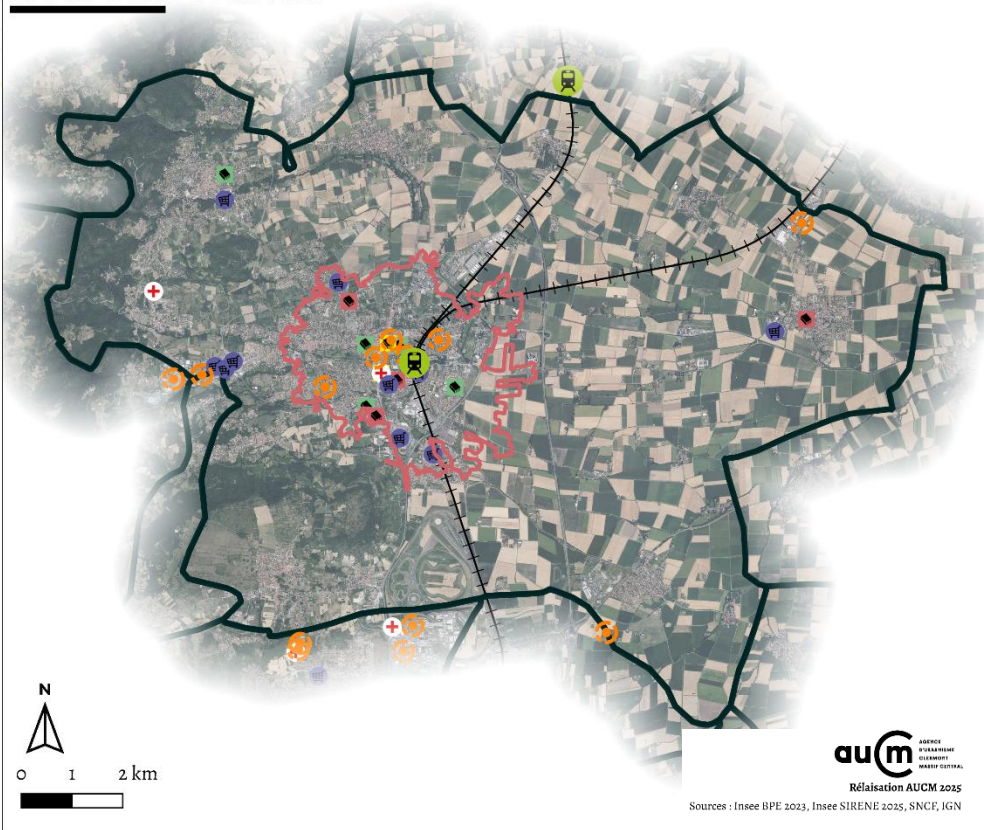 N
0 1 2 km
auCm
AGENCE
D'URBANISME
CLERMONT
MASSIF CENTRAL
Rélaisation AUCM 2025
Sources : Insee BPE 2023, Insee SIRENE 2025, SNCF, IGN